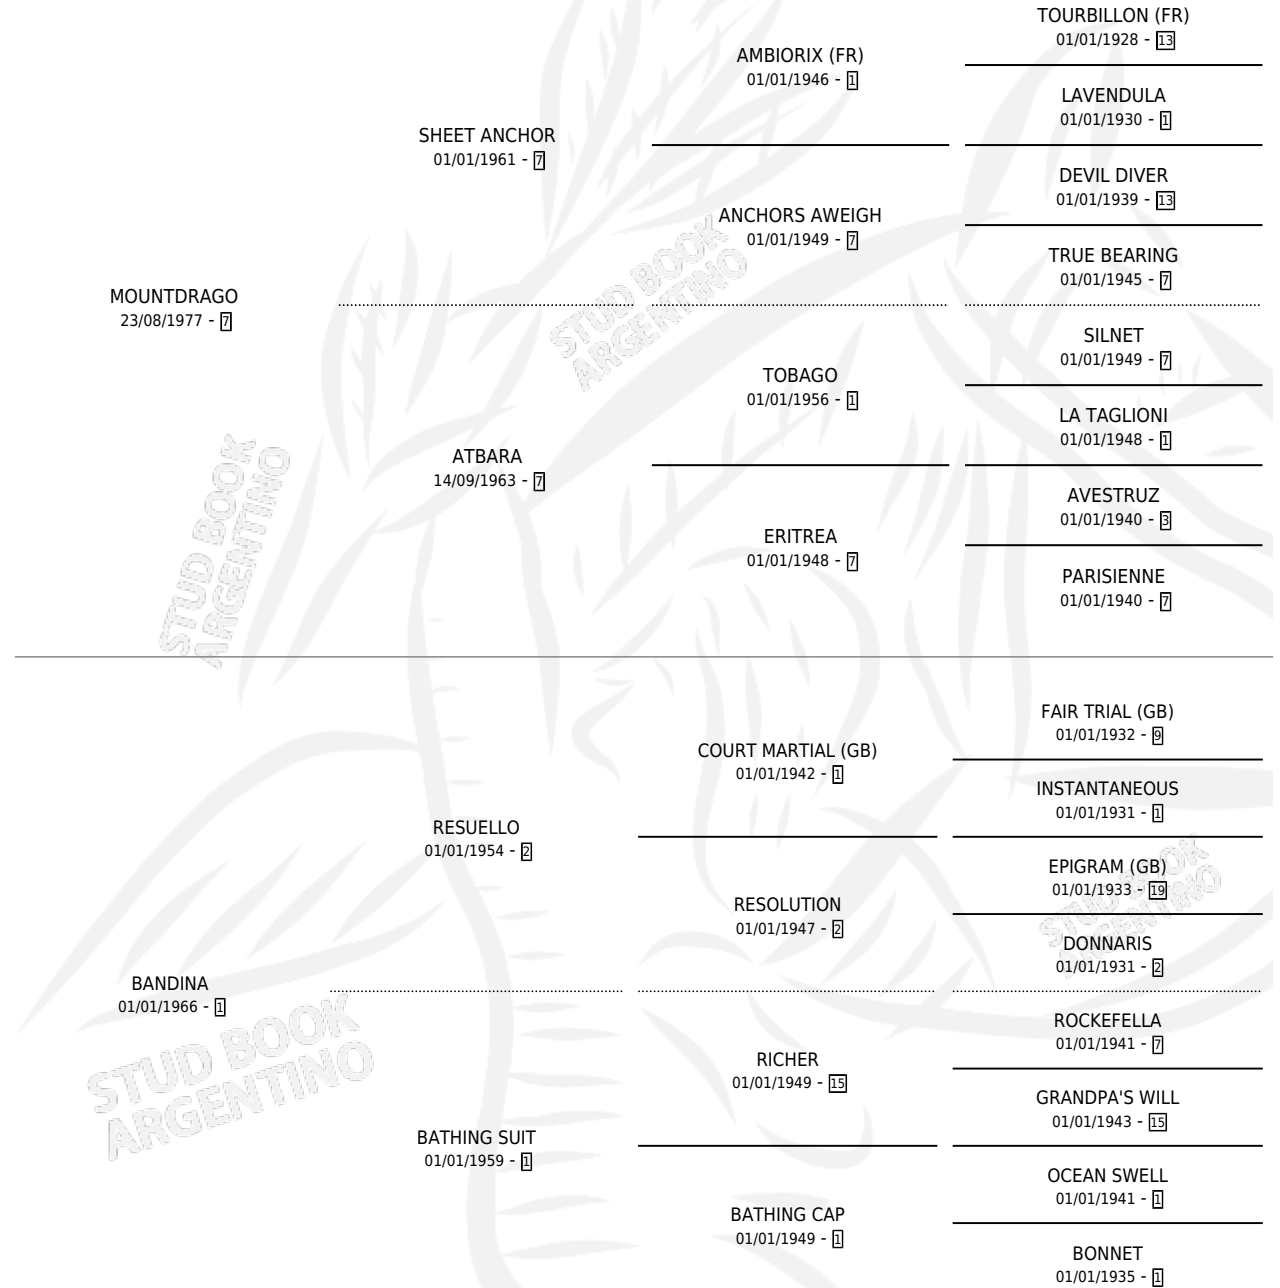 TOURBILLON (FR)
01/01/1928 - 13
AMBIORIX (FR)
01/01/1946 - 1
LAVENDULA
01/01/1930 - 1
SHEET ANCHOR
01/01/1961 - 7
DEVIL DIVER
01/01/1939 - 13
ANCHORS AWEIGH
01/01/1949 - 7
TRUE BEARING
01/01/1945 - 7
MOUNTDRAGO
23/08/1977 - 7
STUD BOOK
ARGENTINO
SILNET
01/01/1949 - 7
TOBAGO
01/01/1956 - 1
LA TAGLIONI
01/01/1948 - 1
ATBARA
14/09/1963 - 7
AVESTRUZ
01/01/1940 - 3
ERITREA
01/01/1948 - 7
PARISIENNE
01/01/1940 - 7
STUD BOOK
ARGENTINO
FAIR TRIAL (GB)
01/01/1932 - 9
COURT MARTIAL (GB)
01/01/1942 - 1
INSTANTANEOUS
01/01/1931 - 1
RESUELLO
01/01/1954 - 2
EPIGRAM (GB)
01/01/1933 - 19
RESOLUTION
01/01/1947 - 2
STUD BOOK
ARGENTINO
DONNARIS
01/01/1931 - 2
BANDINA
01/01/1966 - 1
ROCKEFELLA
01/01/1941 - 7
RICHER
01/01/1949 - 15
GRANDPA'S WILL
01/01/1943 - 15
STUD BOOK
ARGENTINO
BATHING SUIT
01/01/1959 - 1
OCEAN SWELL
01/01/1941 - 1
BATHING CAP
01/01/1949 - 1
BONNET
01/01/1935 - 1